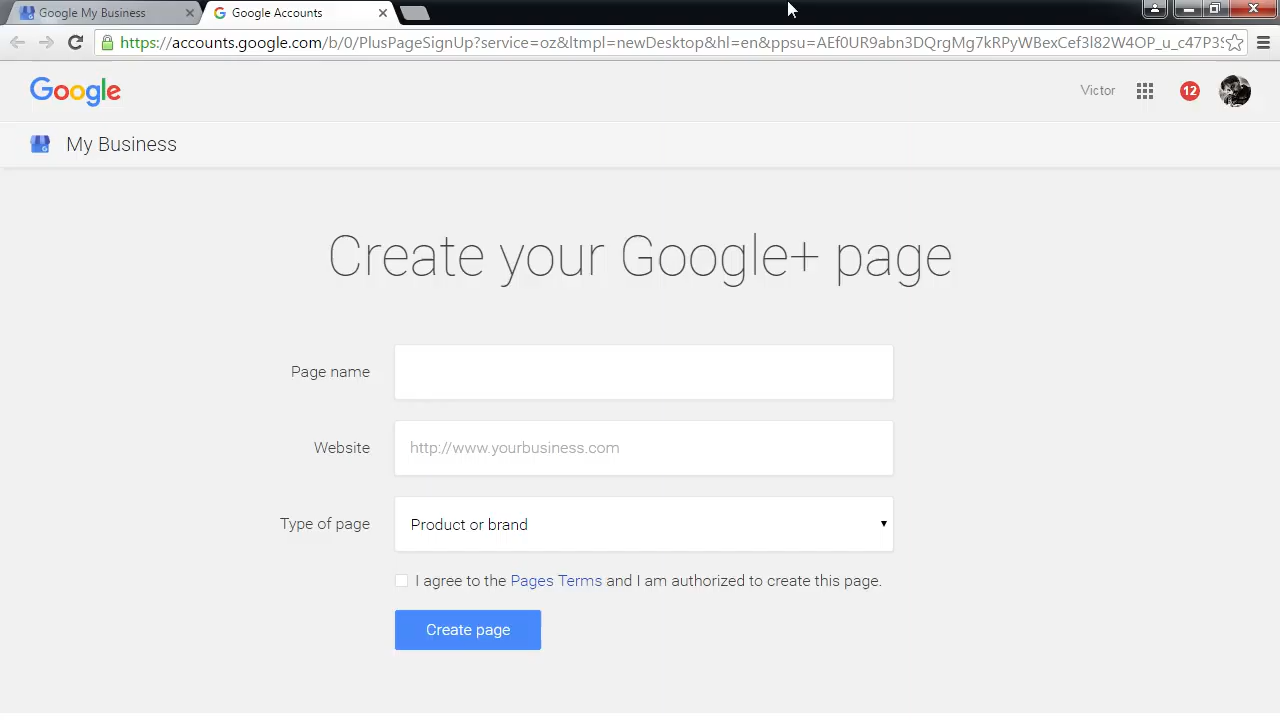 Google My Business
Google Accounts
https://accounts.google.com/b/0/PlusPageSignUp?service=oz&ltmpl=newDesktop&hl=en&ppsu=AEf0UR9abn3DQrgMg7kRPyWBexCef3l82W4OP_u_c47P3S
Google
Victor
12
My Business
Create your Google+ page
Page name
Website
http://www.yourbusiness.com
Type of page
Product or brand
I agree to the Pages Terms and I am authorized to create this page.
Create page